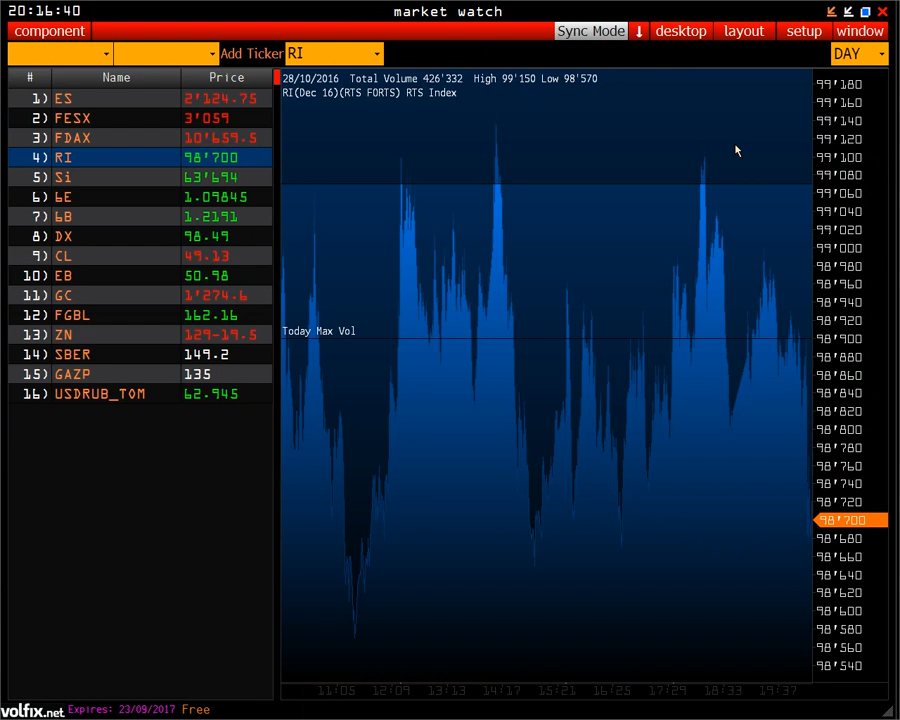 20:16:40 market watch
component Sync Mode ↓ desktop layout setup window
Add Ticker RI DAY
# Name Price
1) ES 2'124.75
2) FESX 3'059
3) FDAX 10'659.5
4) RI 98'700
5) Si 63'694
6) 6E 1.09845
7) 6B 1.2191
8) DX 98.49
9) CL 49.13
10) EB 50.98
11) GC 1'274.6
12) FGBL 162.16
13) ZN 129-19.5
14) SBER 149.2
15) GAZP 135
16) USDRUB_TOM 62.945
28/10/2016 Total Volume 426'332 High 99'150 Low 98'570
RI(Dec 16)(RTS FORTS) RTS Index
Today Max Vol
99'180
99'160
99'140
99'120
99'100
99'080
99'060
99'040
99'020
99'000
98'980
98'960
98'940
98'920
98'900
98'880
98'860
98'840
98'820
98'800
98'780
98'760
98'740
98'720
98'700
98'680
98'660
98'640
98'620
98'600
98'580
98'560
98'540
11:05 12:09 13:13 14:17 15:21 16:25 17:29 18:33 19:37
volfix.net Expires: 23/09/2017 Free